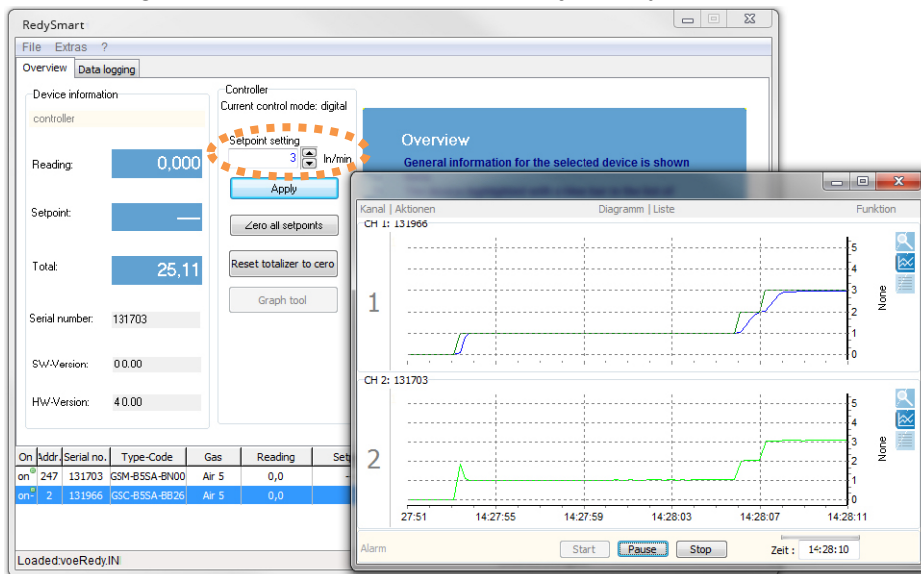 RedySmart
File Extras ?
Overview Data logging
Device information
controller
Reading: 0,000
Setpoint:
Total: 25,11
Serial number: 131703
SW-Version: 00.00
HW-Version: 40.00
Controller
Current control mode: digital
Setpoint setting
3 ln/min
Apply
Zero all setpoints
Reset totalizer to cero
Graph tool
Overview
General information for the selected device is shown
On Addr. Serial no. Type-Code Gas Reading Set
on 247 131703 GSM-B5SA-BN00 Air 5 0,0 -
on- 2 131966 GSC-B5SA-BB26 Air 5 0,0
Loaded:voeRedy.INI
Kanal | Aktionen Diagramm | Liste Funktion
CH 1: 131966
1
5
4
3
2
1
0
None
CH 2: 131703
2
5
4
3
2
1
0
None
27:51 14:27:55 14:27:59 14:28:03 14:28:07 14:28:11
Alarm Start Pause Stop Zeit : 14:28:10